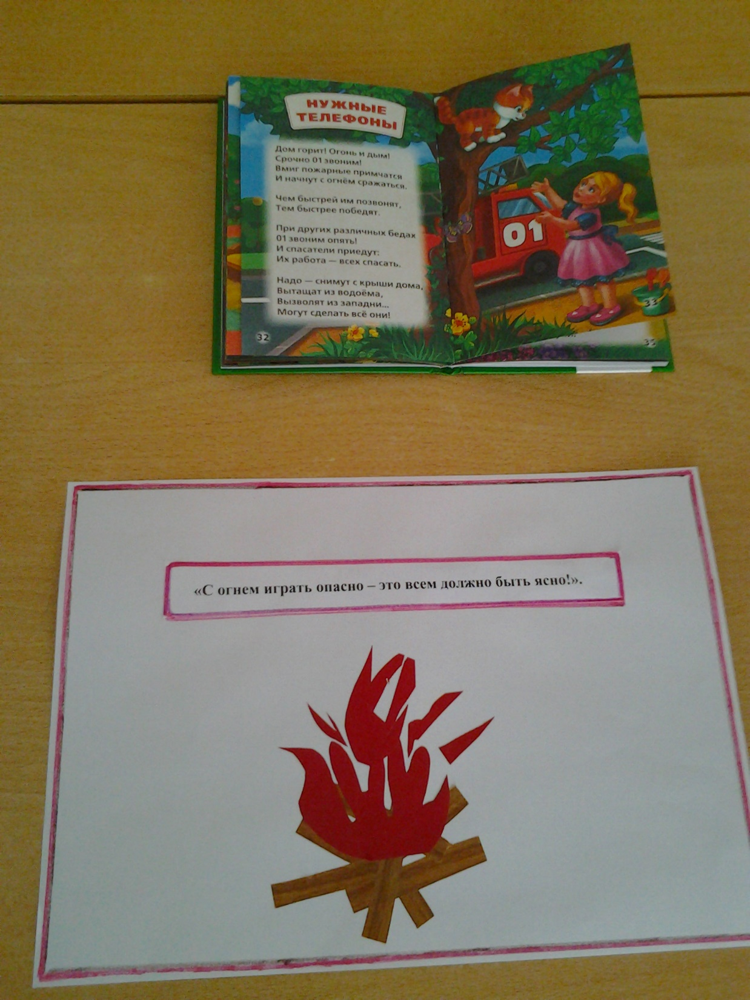 НУЖНЫЕ
ТЕЛЕФОНЫ
Дом горит! Огонь и дым!
Срочно 01 звоним!
Вмиг пожарные примчатся
И начнут с огнём сражаться.
Чем быстрей им позвонят,
Тем быстрее победят.
При других различных бедах
01 звоним опять!
И спасатели приедут:
Их работа — всех спасать.
Надо — снимут с крыши дома,
Вытащат из водоёма,
Вызволят из западни...
Могут сделать всё они!
32
01
33
«С огнем играть опасно – это всем должно быть ясно!».